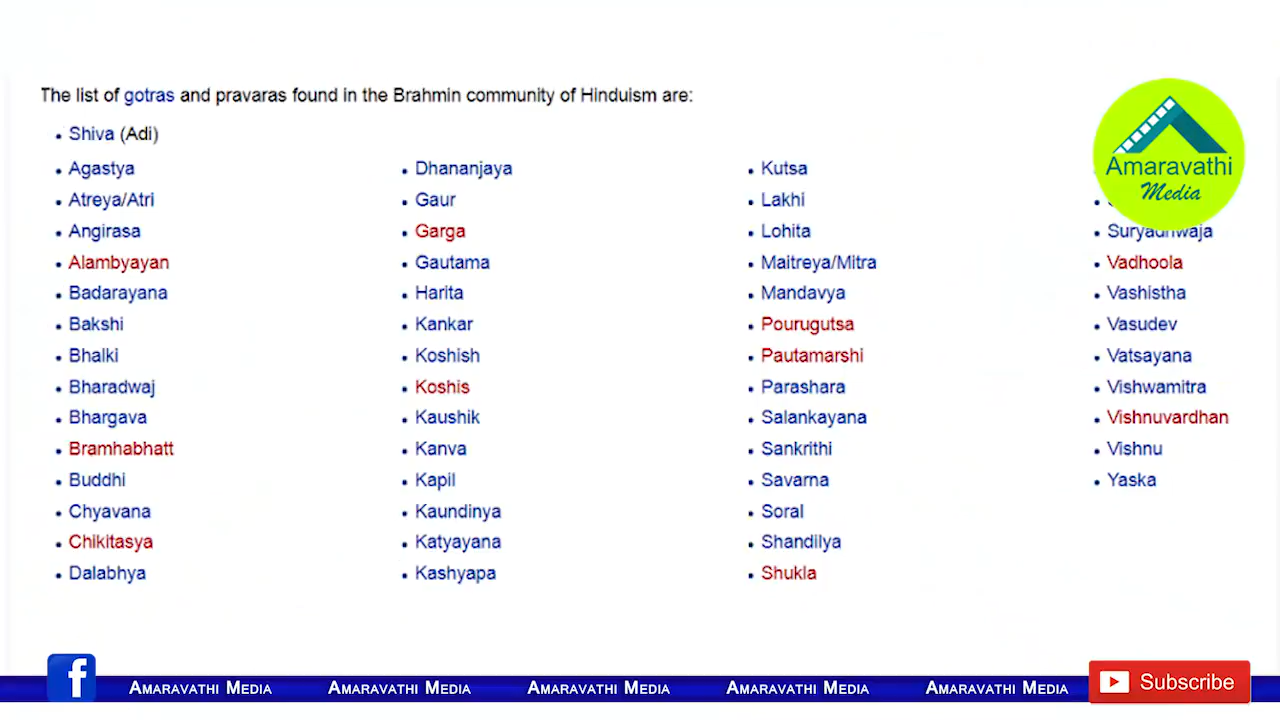 The list of gotras and pravaras found in the Brahmin community of Hinduism are:
Shiva (Adi)
Agastya
Atreya/Atri
Angirasa
Alambyayan
Badarayana
Bakshi
Bhalki
Bharadwaj
Bhargava
Bramhabhatt
Buddhi
Chyavana
Chikitasya
Dalabhya
Dhananjaya
Gaur
Garga
Gautama
Harita
Kankar
Koshish
Koshis
Kaushik
Kanva
Kapil
Kaundinya
Katyayana
Kashyapa
Kutsa
Lakhi
Lohita
Maitreya/Mitra
Mandavya
Pourugutsa
Pautamarshi
Parashara
Salankayana
Sankrithi
Savarna
Soral
Shandilya
Shukla
Suryadhwaja
Vadhoola
Vashistha
Vasudev
Vatsayana
Vishwamitra
Vishnuvardhan
Vishnu
Yaska
Amaravathi
Media
f
AMARAVATHI MEDIA AMARAVATHI MEDIA AMARAVATHI MEDIA AMARAVATHI MEDIA AMARAVATHI MEDIA
Subscribe